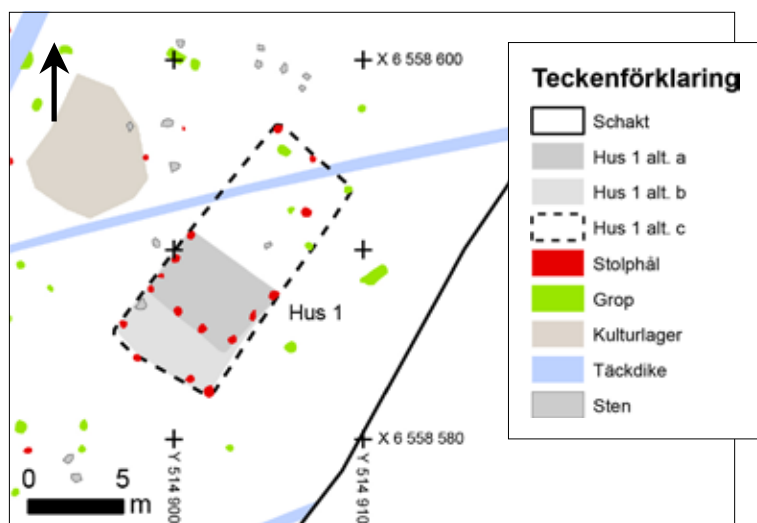 X 6 558 600
Hus 1
X 6 558 580
Y 514 900
Y 514 910
0 5
m
Teckenförklaring
Schakt
Hus 1 alt. a
Hus 1 alt. b
Hus 1 alt. c
Stolphål
Grop
Kulturlager
Täckdike
Sten